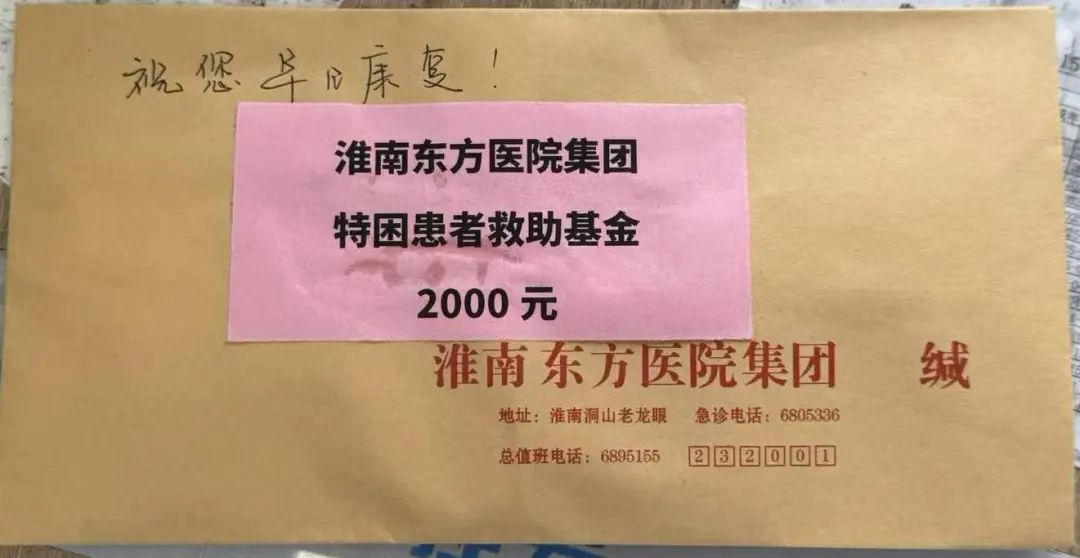 祝您早日康复！
淮南东方医院集团
特困患者救助基金
2000 元
淮南东方医院集团 缄
地址：淮南洞山老龙眼 急诊电话：6805336
总值班电话：6895155 232001